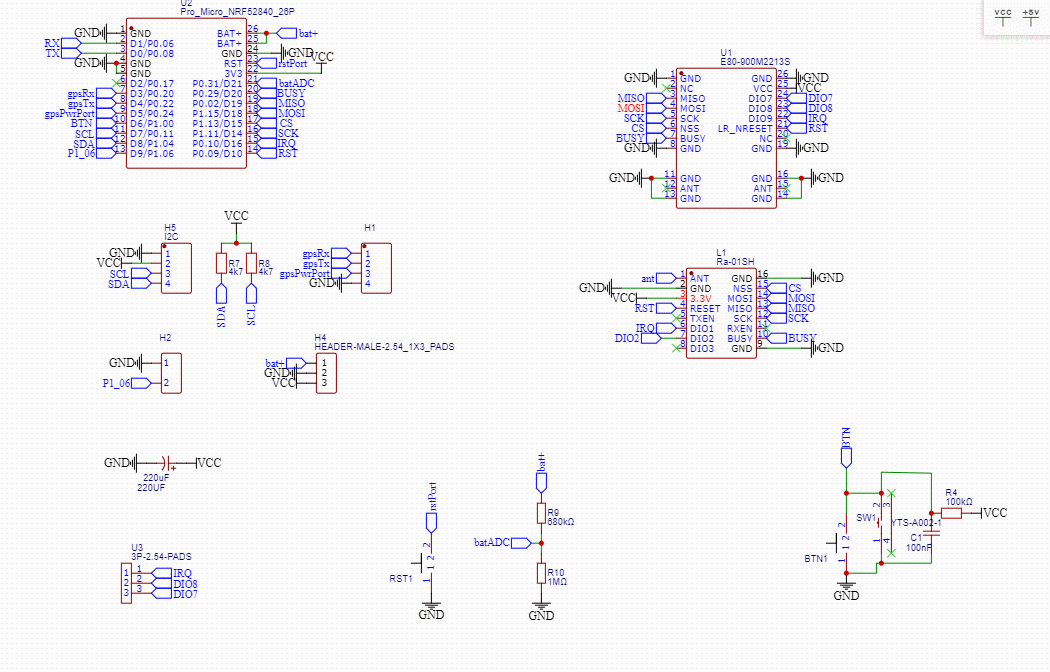 VCC +5V
U2
Pro_Micro_NRF52840_26P
GND 1 GND BAT+ 26 bat+
RX 2 D1/P0.06 BAT+ 25
TX 3 D0/P0.08 GND 24 GND
GND 4 GND RST 23 rstPort VCC
5 GND 3V3 22
6 D2/P0.17 P0.31/D21 21 batADC
gpsRx 7 D3/P0.20 P0.29/D20 20 BUSY
gpsTx 8 D4/P0.22 P0.02/D19 19 MISO
gpsPwrPort 9 D5/P0.24 P1.15/D18 18 MOSI
BTN 10 D6/P1.00 P1.13/D15 17 CS
SCL 11 D7/P0.11 P1.11/D14 16 SCK
SDA 12 D8/P1.04 P0.10/D16 15 IRQ
P1_06 13 D9/P1.06 P0.09/D10 14 RST
U1
E80-900M2213S
GND 1 GND GND 26 GND
2 NC VCC 25 VCC
MISO 3 MISO DIO7 24 DIO7
MOSI 4 MOSI DIO8 23 DIO8
SCK 5 SCK DIO9 22 IRQ
CS 6 NSS LR_NRESET 21 RST
BUSY 7 BUSY NC 20
GND 8 GND GND 19 GND
GND 11 GND GND 16 GND
12 ANT ANT 15
13 GND GND 14
H5
I2C
GND 1
VCC 2
SCL 3
SDA 4
VCC
R7
4k7
R8
4k7
SDA
SCL
H1
gpsRx 1
gpsTx 2
gpsPwrPort 3
GND 4
L1
Ra-01SH
ant 1 ANT GND 16 GND
GND 2 GND NSS 15 CS
VCC 3 3.3V MOSI 14 MOSI
RST 4 RESET MISO 13 MISO
5 TXEN SCK 12 SCK
IRQ 6 DIO1 RXEN 11
DIO2 7 DIO2 BUSY 10 BUSY
8 DIO3 GND 9 GND
H2
GND 1
P1_06 2
H4
HEADER-MALE-2.54_1X3_PADS
bat+ 1
GND 2
VCC 3
GND + VCC
220uF
220UF
U3
3P-2.54-PADS
1 1 IRQ
2 2 DIO8
3 3 DIO7
rstPort
2
2
RST1
1
1
GND
bat+
R9
680kΩ
batADC
R10
1MΩ
GND
BTN
2
1 2
BTN1
1
2 3
SW1 YTS-A002-1
1 4
R4
100kΩ
VCC
C1
100nF
GND